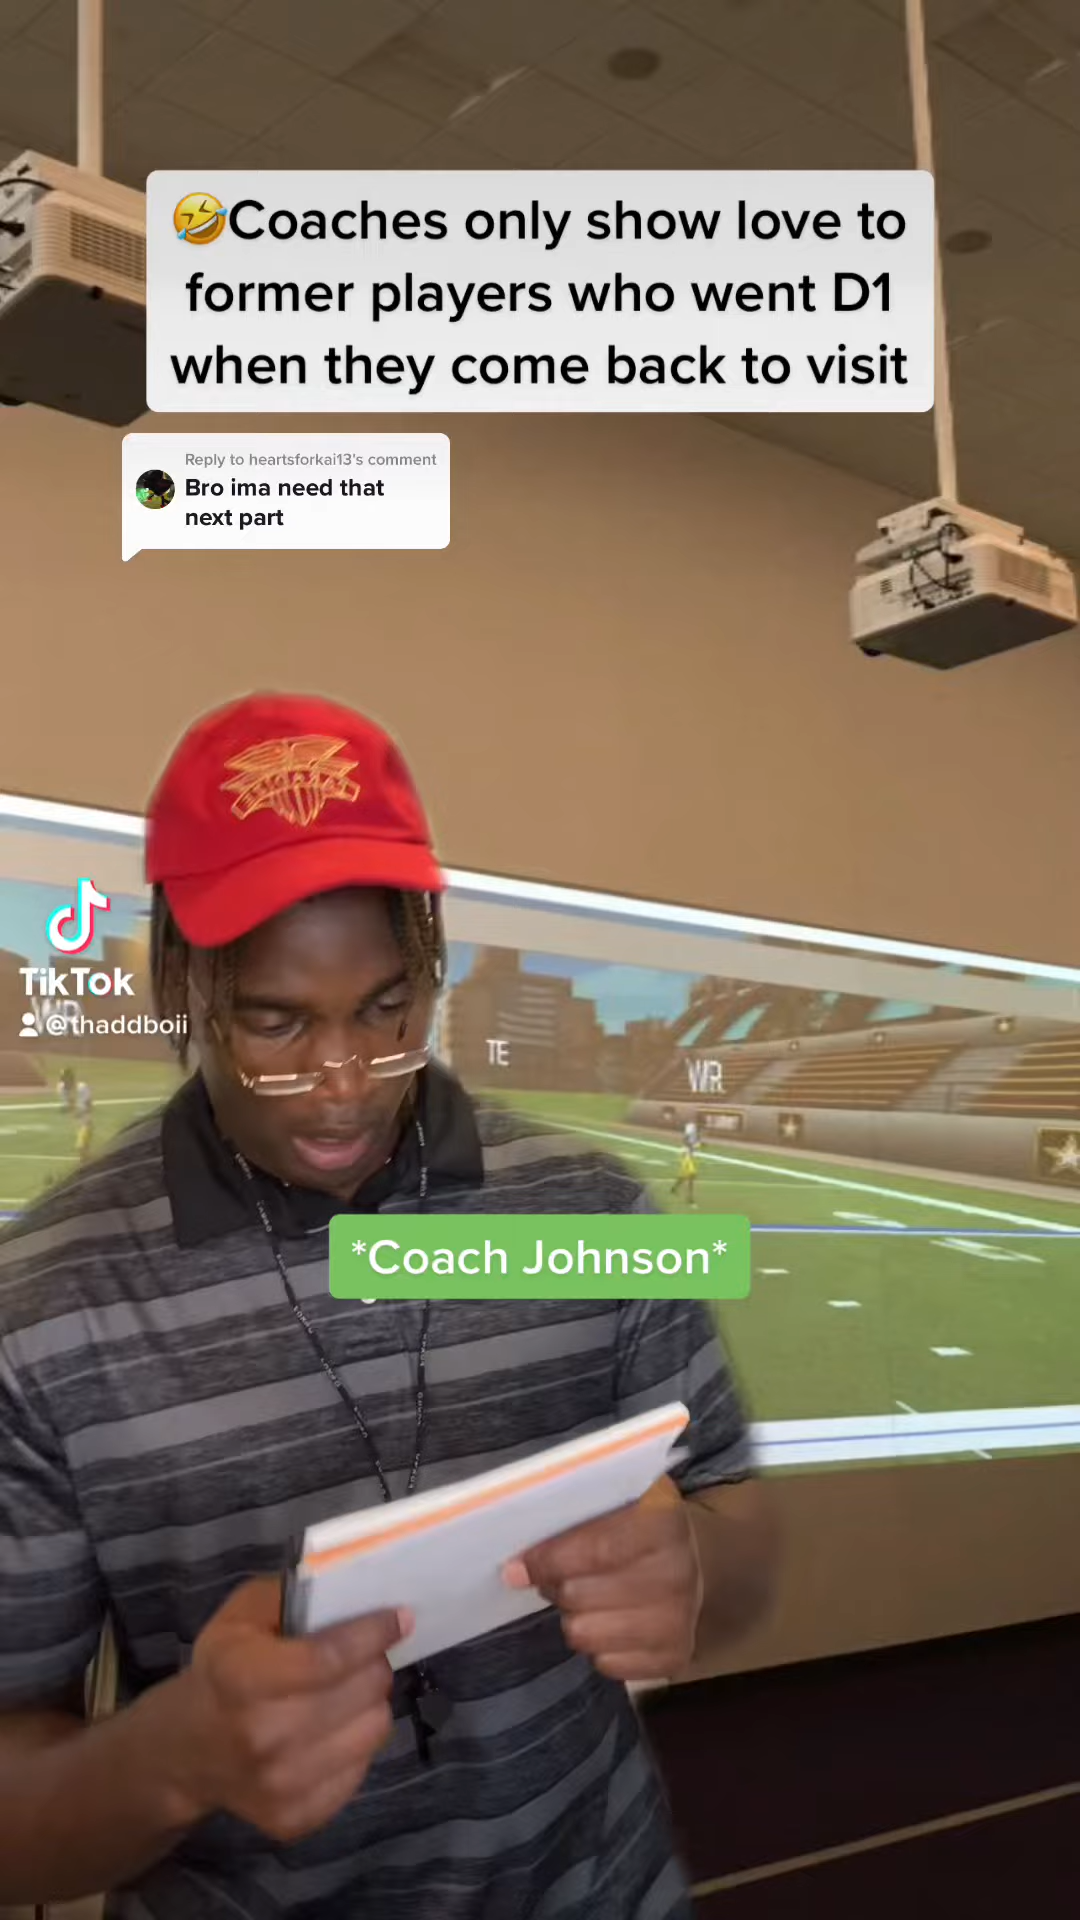 🤣Coaches only show love to
former players who went D1
when they come back to visit
Reply to heartsforkai13's comment
Bro ima need that
next part
TikTok
WR
@thaddboii
TE
WR
*Coach Johnson*